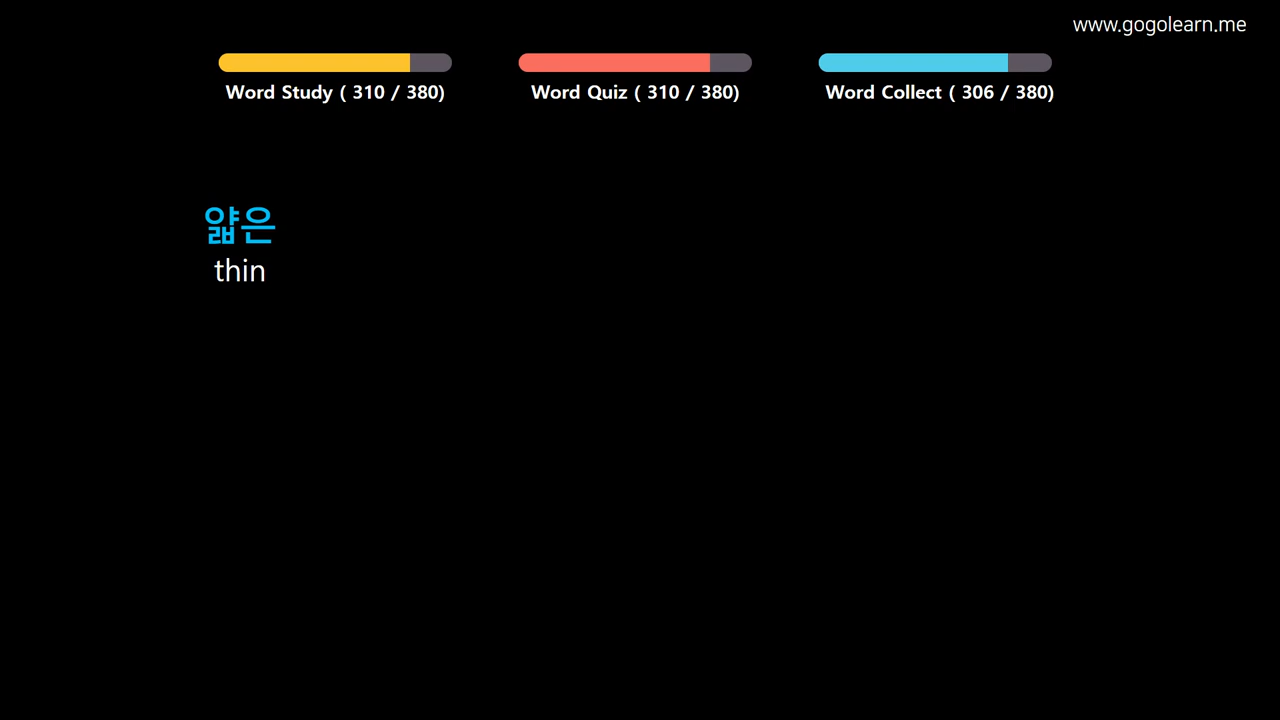 www.gogolearn.me
Word Study ( 310 / 380)
Word Quiz ( 310 / 380)
Word Collect ( 306 / 380)
얇은
thin